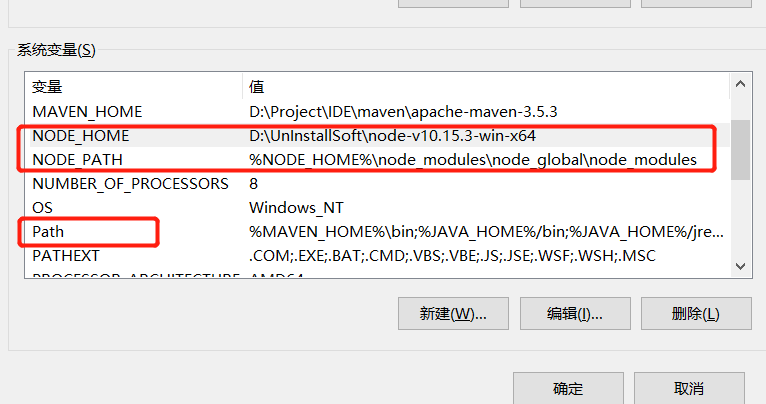 系统变量(S)
变量 值
MAVEN_HOME D:\Project\IDE\maven\apache-maven-3.5.3
NODE_HOME D:\UnInstallSoft\node-v10.15.3-win-x64
NODE_PATH %NODE_HOME%\node_modules\node_global\node_modules
NUMBER_OF_PROCESSORS 8
OS Windows_NT
Path %MAVEN_HOME%\bin;%JAVA_HOME%/bin;%JAVA_HOME%/jre...
PATHEXT .COM;.EXE;.BAT;.CMD;.VBS;.VBE;.JS;.JSE;.WSF;.WSH;.MSC
PROCESSOR_ARCHITECTURE AMD64
新建(W)... 编辑(I)... 删除(L)
确定 取消